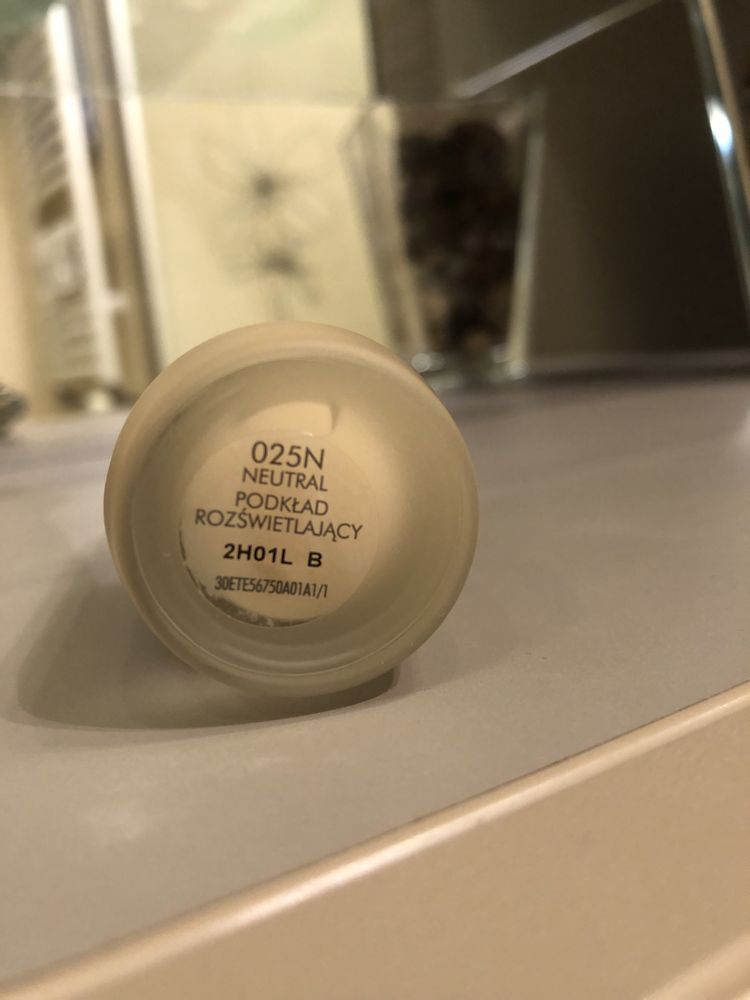 025N
NEUTRAL
PODKŁAD
ROZŚWIETLAJĄCY
2H01L B
30ETE56750A01A1/1